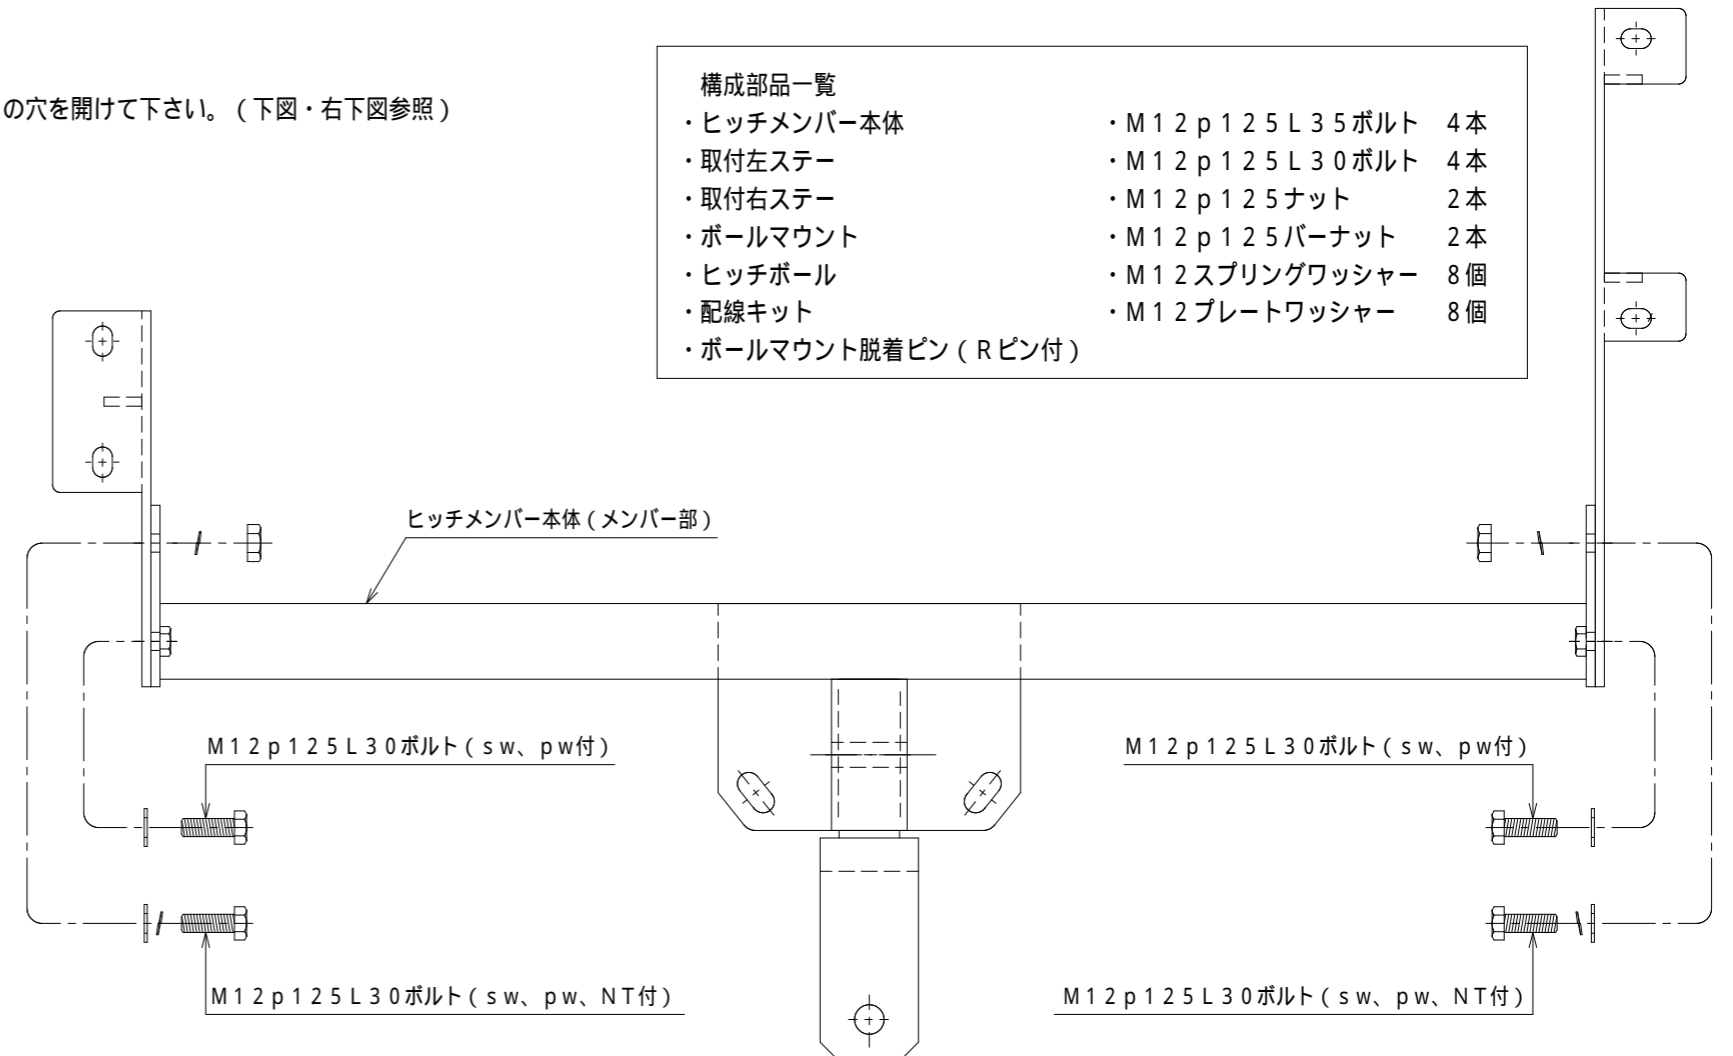 の穴を開けて下さい。（下図・右下図参照）
構成部品一覧
・ヒッチメンバー本体 ・Ｍ１２ｐ１２５Ｌ３５ボルト ４本
・取付左ステー ・Ｍ１２ｐ１２５Ｌ３０ボルト ４本
・取付右ステー ・Ｍ１２ｐ１２５ナット ２本
・ボールマウント ・Ｍ１２ｐ１２５バーナット ２本
・ヒッチボール ・Ｍ１２スプリングワッシャー ８個
・配線キット ・Ｍ１２プレートワッシャー ８個
・ボールマウント脱着ピン（Ｒピン付）
ヒッチメンバー本体（メンバー部）
Ｍ１２ｐ１２５Ｌ３０ボルト（ｓｗ、ｐｗ付）
Ｍ１２ｐ１２５Ｌ３０ボルト（ｓｗ、ｐｗ付）
Ｍ１２ｐ１２５Ｌ３０ボルト（ｓｗ、ｐｗ、ＮＴ付）
Ｍ１２ｐ１２５Ｌ３０ボルト（ｓｗ、ｐｗ、ＮＴ付）